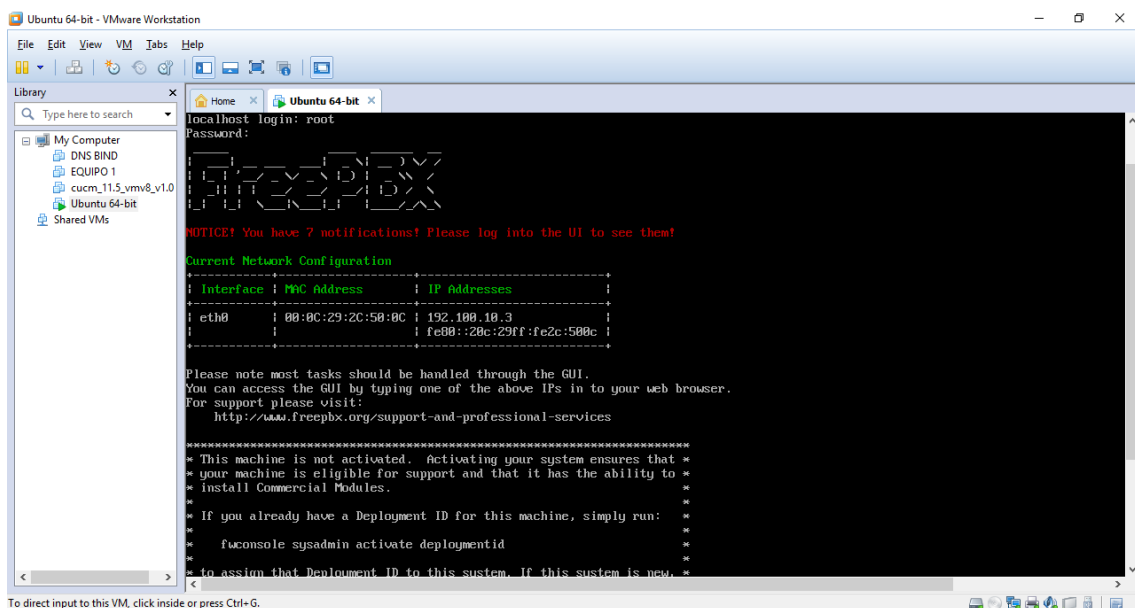 Ubuntu 64-bit - VMware Workstation
File Edit View VM Tabs Help
Library
Type here to search
My Computer
DNS BIND
EQUIPO 1
cucm_11.5_vmv8_v1.0
Ubuntu 64-bit
Shared VMs
Home
Ubuntu 64-bit
localhost login: root
Password:
FreePBX
NOTICE! You have 7 notifications! Please log into the UI to see them!
Current Network Configuration
| Interface | MAC Address | IP Addresses |
| eth0 | 00:0C:29:2C:50:0C | 192.100.10.3 |
| | | fe80::20c:29ff:fe2c:500c |
Please note most tasks should be handled through the GUI.
You can access the GUI by typing one of the above IPs in to your web browser.
For support please visit:
http://www.freepbx.org/support-and-professional-services
***********************************************************************
* This machine is not activated. Activating your system ensures that *
* your machine is eligible for support and that it has the ability to *
* install Commercial Modules. *
* *
* If you already have a Deployment ID for this machine, simply run: *
* *
* fwconsole sysadmin activate deploymentid *
* *
* to assign that Deployment ID to this system. If this system is new, *
To direct input to this VM, click inside or press Ctrl+G.